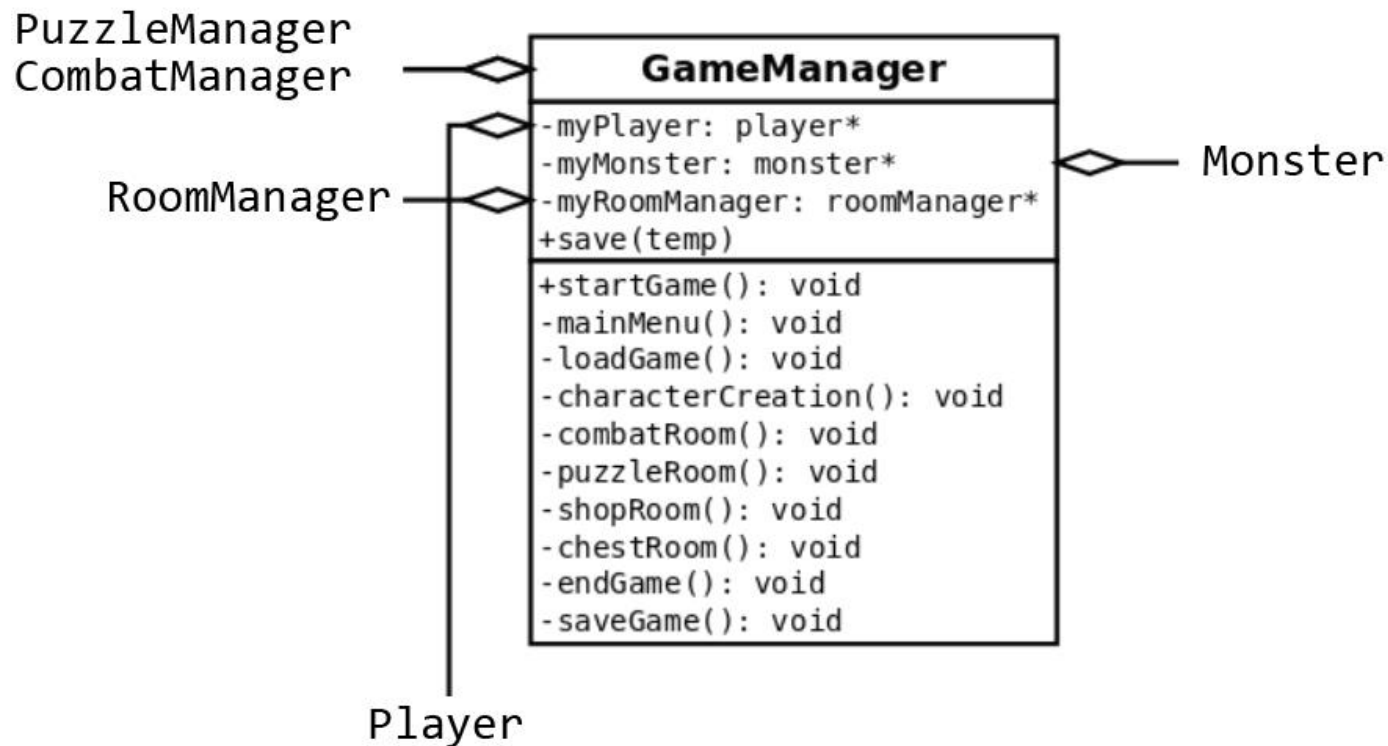 PuzzleManager
CombatManager
GameManager
-myPlayer: player*
-myMonster: monster*
-myRoomManager: roomManager*
+save(temp)
RoomManager
Monster
+startGame(): void
-mainMenu(): void
-loadGame(): void
-characterCreation(): void
-combatRoom(): void
-puzzleRoom(): void
-shopRoom(): void
-chestRoom(): void
-endGame(): void
-saveGame(): void
Player